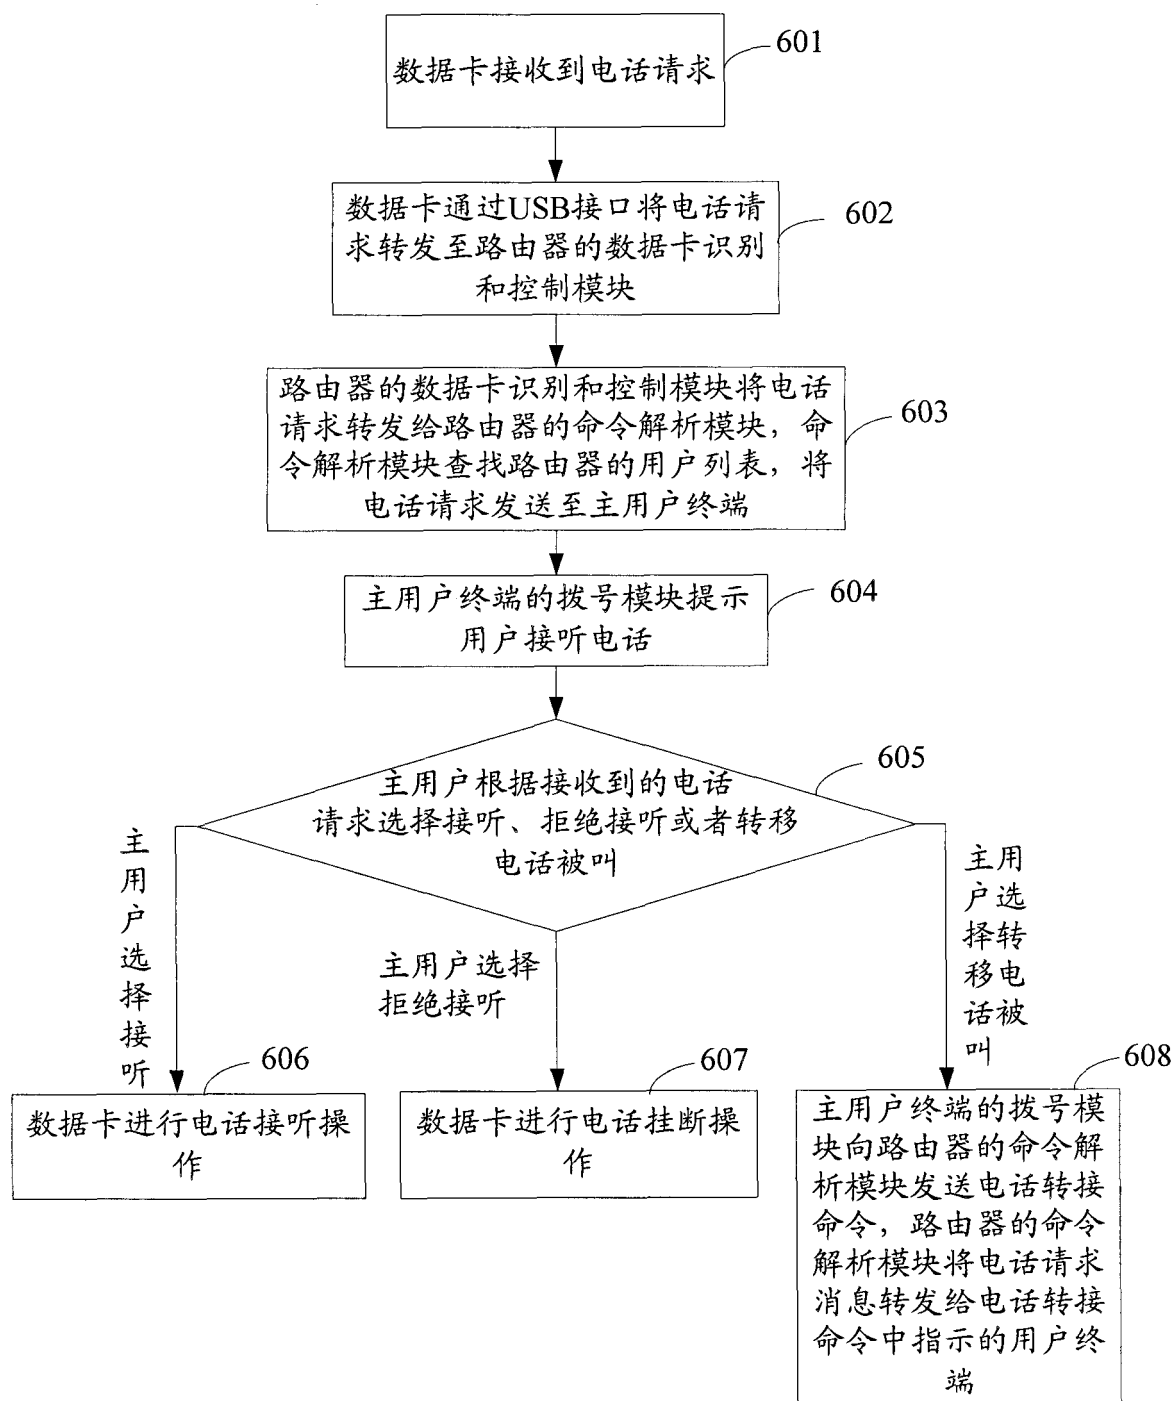 601
数据卡接收到电话请求
602
数据卡通过USB接口将电话请
求转发至路由器的数据卡识别
和控制模块
603
路由器的数据卡识别和控制模块将电话
请求转发给路由器的命令解析模块，命
令解析模块查找路由器的用户列表，将
电话请求发送至主用户终端
604
主用户终端的拨号模块提示
用户接听电话
605
主用户根据接收到的电话
请求选择接听、拒绝接听或者转移
电话被叫
主用户选择接听
主用户选择
拒绝接听
主用
户选
择转
移电
话被
叫
606
数据卡进行电话接听操
作
607
数据卡进行电话挂断操
作
608
主用户终端的拨号模
块向路由器的命令解
析模块发送电话转接
命令，路由器的命令
解析模块将电话请求
消息转发给电话转接
命令中指示的用户终
端